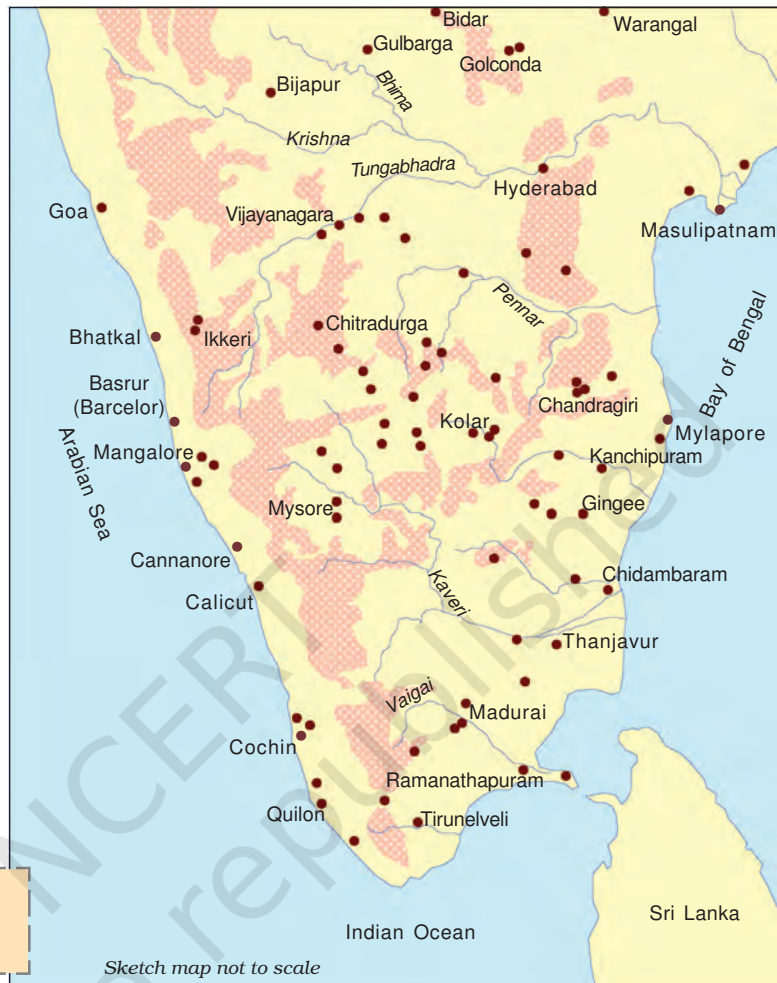 Bidar
Warangal
Gulbarga
Golconda
Bhima
Bijapur
Krishna
Tungabhadra
Hyderabad
Goa
Vijayanagara
Masulipatnam
Pennar
Bhatkal
Ikkeri
Chitradurga
Bay of Bengal
Basrur
(Barcelor)
Chandragiri
Kolar
Mylapore
Arabian Sea
Mangalore
Kanchipuram
Mysore
Gingee
Cannanore
Calicut
Kaveri
Chidambaram
Thanjavur
Vaigai
Madurai
Cochin
Ramanathapuram
Quilon
Tirunelveli
Sri Lanka
Indian Ocean
Sketch map not to scale
NCERT
republished